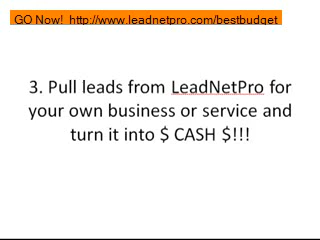 GO Now! http://www.leadnetpro.com/bestbudget
3. Pull leads from LeadNetPro for
your own business or service and
turn it into $ CASH $!!!